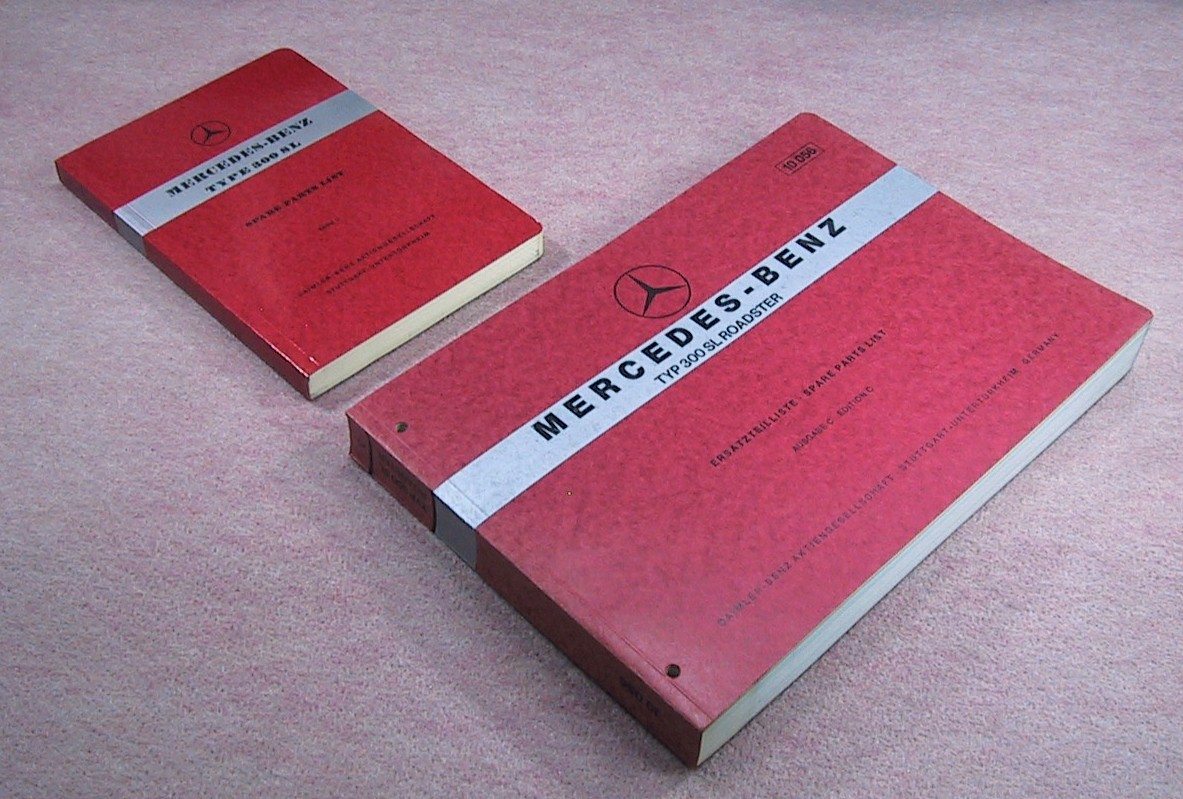 MERCEDES-BENZ
TYPE 300 SL
SPARE PARTS LIST
DAIMLER-BENZ AKTIENGESELLSCHAFT
STUTTGART-UNTERTÜRKHEIM
10 056
MERCEDES-BENZ
TYP 300 SL ROADSTER
ERSATZTEILLISTE · SPARE PARTS LIST
AUSGABE C · EDITION C
DAIMLER-BENZ AKTIENGESELLSCHAFT · STUTTGART-UNTERTÜRKHEIM · GERMANY